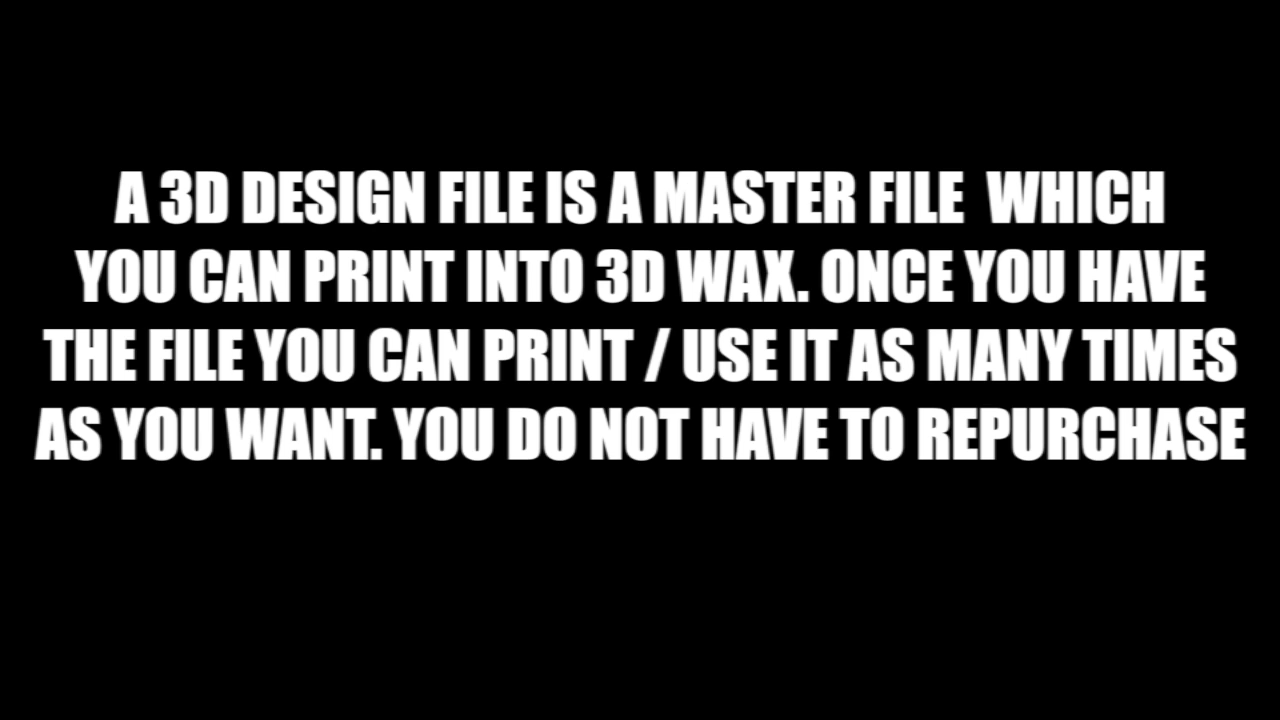 A 3D DESIGN FILE IS A MASTER FILE  WHICH
YOU CAN PRINT INTO 3D WAX. ONCE YOU HAVE
THE FILE YOU CAN PRINT / USE IT AS MANY TIMES
AS YOU WANT. YOU DO NOT HAVE TO REPURCHASE